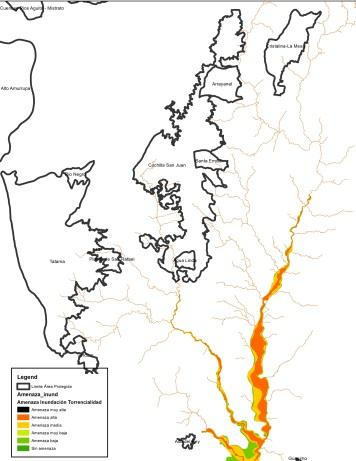 Cuenca Rios Aguita - Mistrato
Cristalina-La Mesa
Alto Amurrupa
Arrayanal
Cuchilla San Juan
Santa Emilia
Rio Negro
Tatama
Planes de San Rafael
Agua Linda
Legend
Limite Área Protegida
Amenaza_inund
Amenaza Inundación Torrencialidad
Amenaza muy alta
Amenaza alta
Amenaza media
Amenaza muy baja
Amenaza baja
Sin amenaza